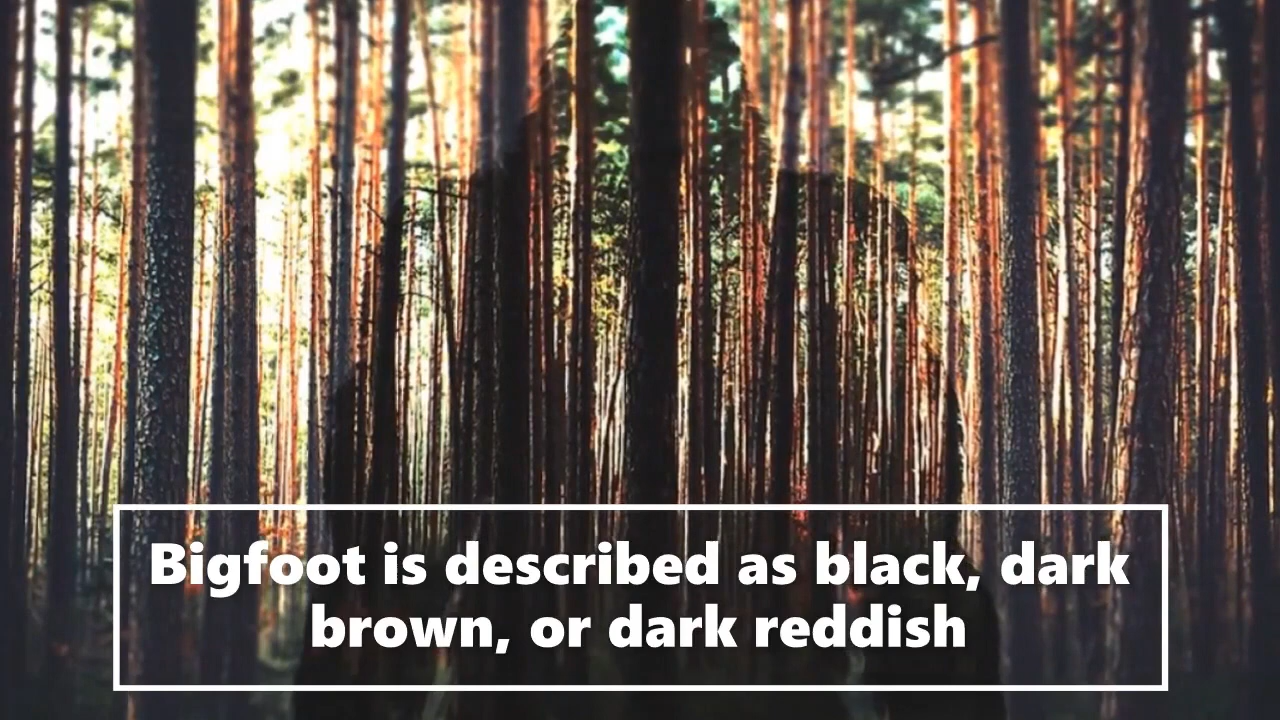 Bigfoot is described as black, dark
brown, or dark reddish